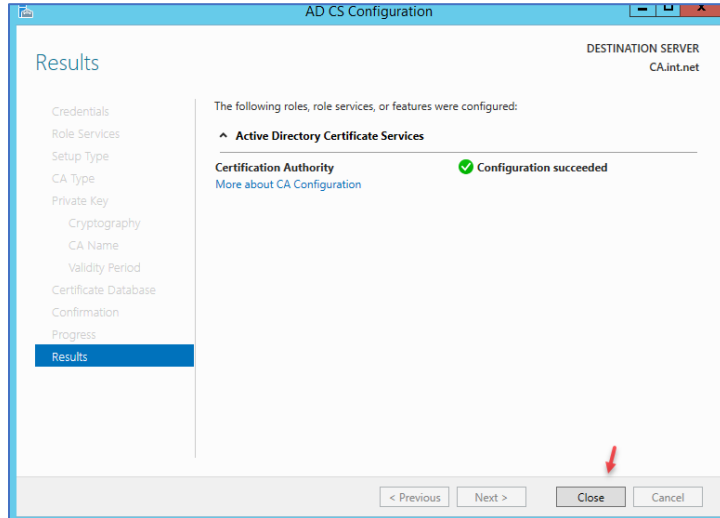 AD CS Configuration
Results
DESTINATION SERVER
CA.int.net
Credentials
Role Services
Setup Type
CA Type
Private Key
Cryptography
CA Name
Validity Period
Certificate Database
Confirmation
Progress
Results
The following roles, role services, or features were configured:
Active Directory Certificate Services
Certification Authority
Configuration succeeded
More about CA Configuration
< Previous
Next >
Close
Cancel